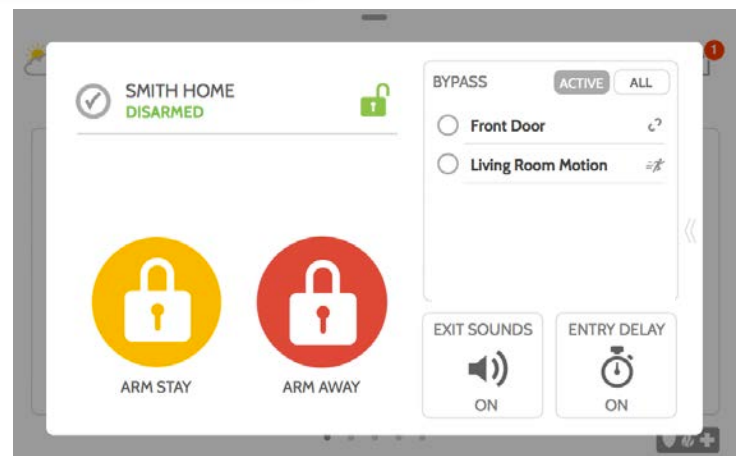 1
SMITH HOME
DISARMED
BYPASS ACTIVE ALL
Front Door
Living Room Motion
ARM STAY ARM AWAY
EXIT SOUNDS ENTRY DELAY
ON ON